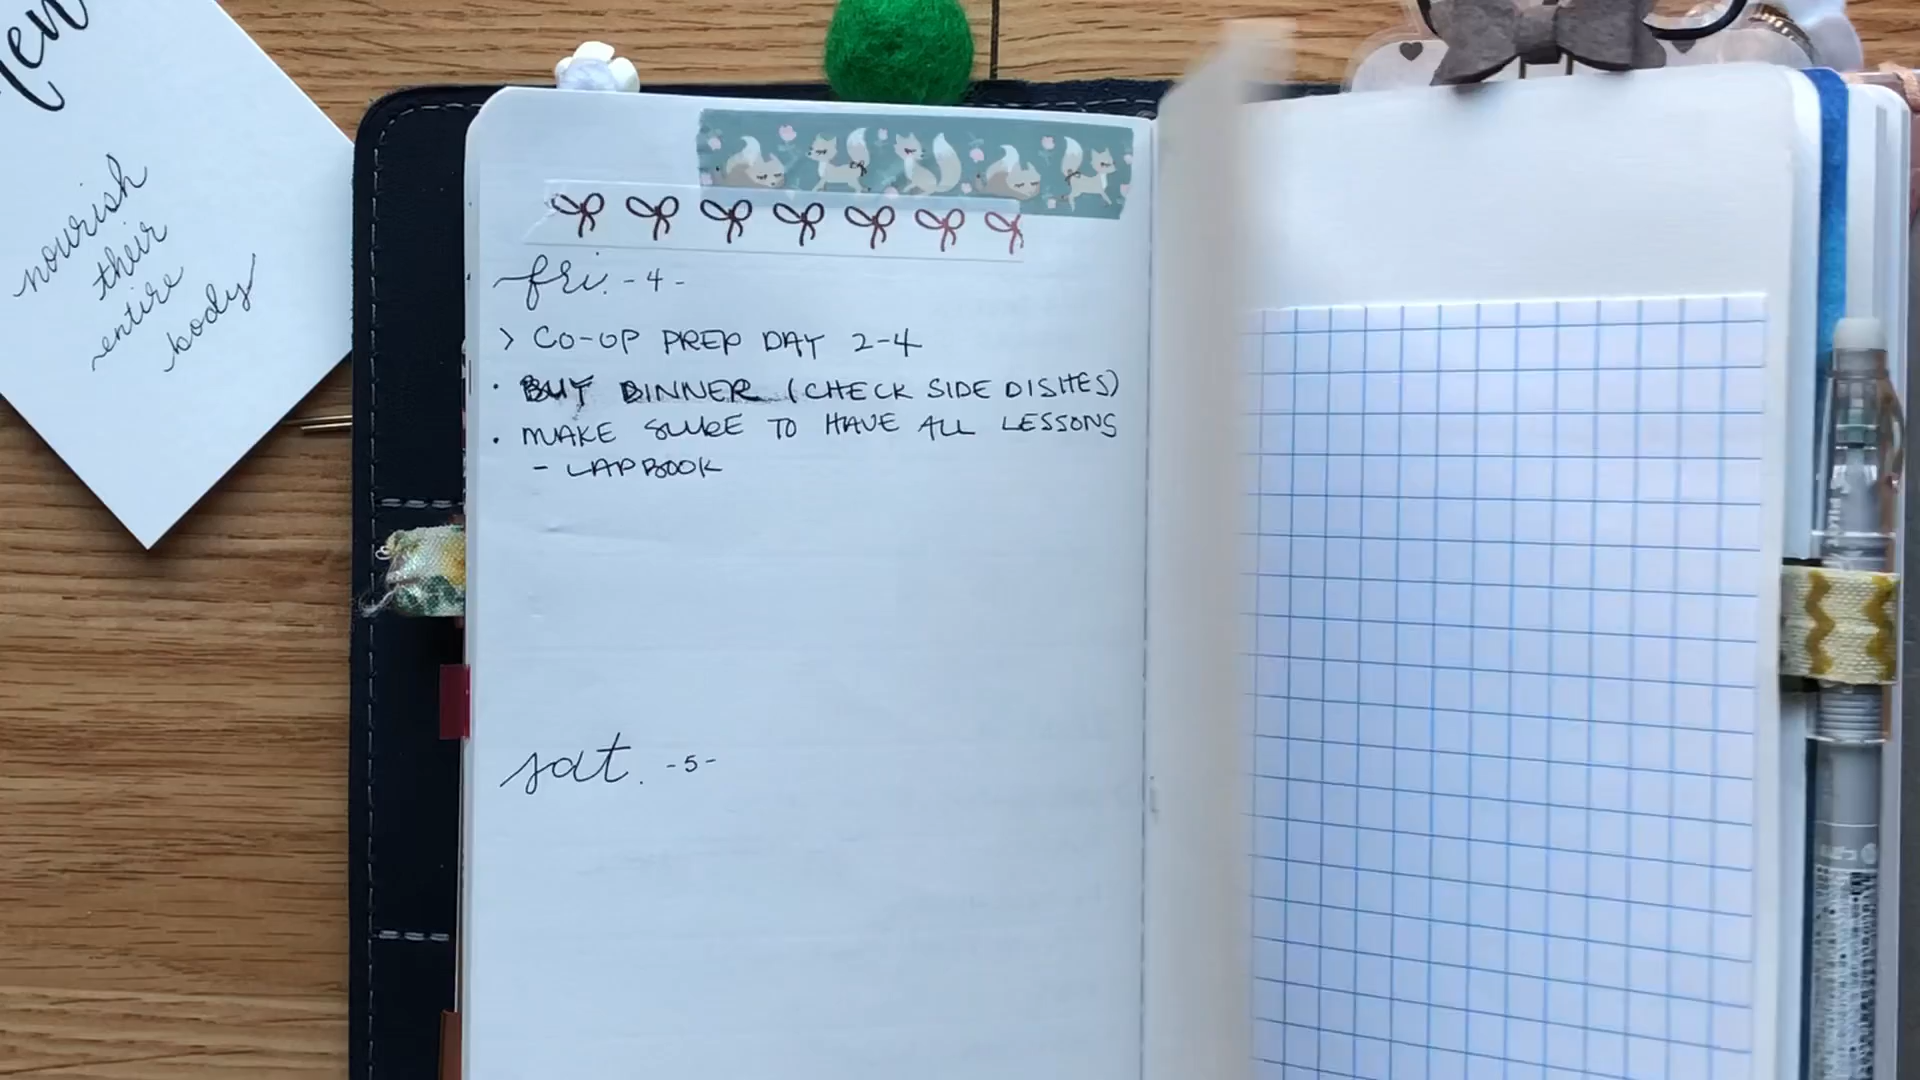 nourish
their
entire
body
fri. -4-
> CO-OP PREP DAY 2-4
· BUY DINNER (CHECK SIDE DISHES)
· MAKE SURE TO HAVE ALL LESSONS
- LAPBOOK
sat. -5-